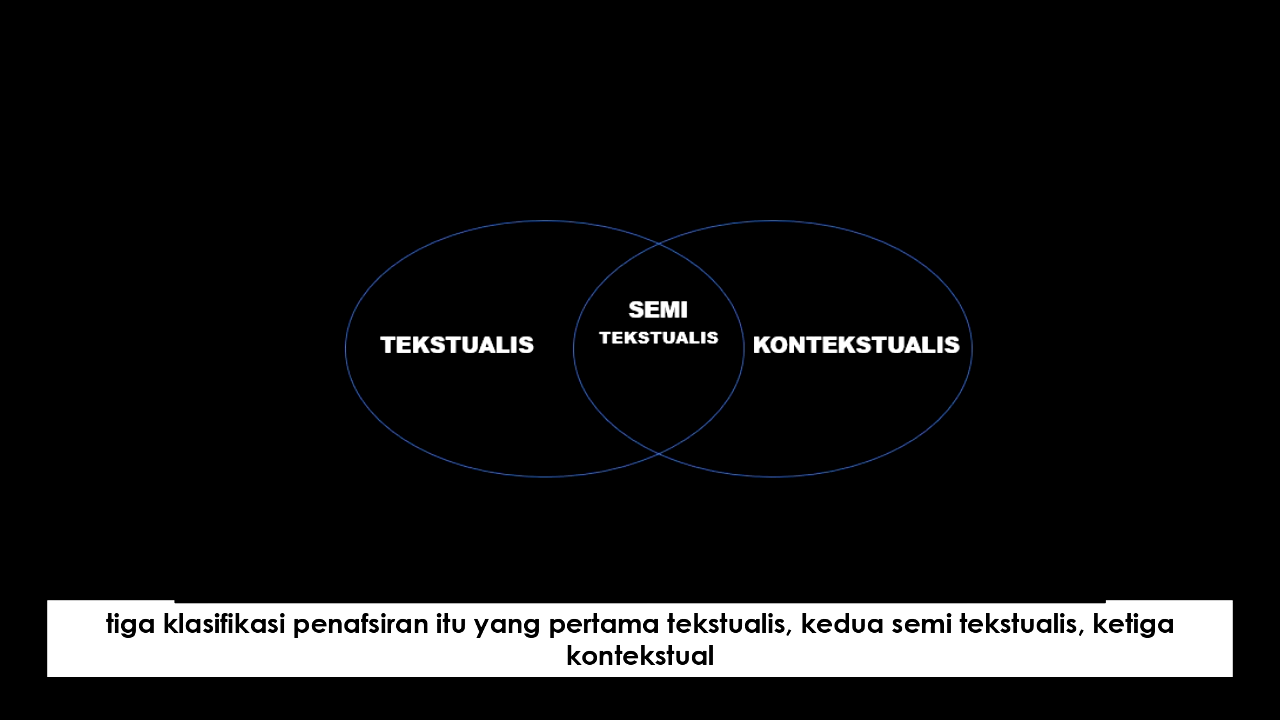 SEMI
TEKSTUALIS
TEKSTUALIS
KONTEKSTUALIS
tiga klasifikasi penafsiran itu yang pertama tekstualis, kedua semi tekstualis, ketiga
kontekstual